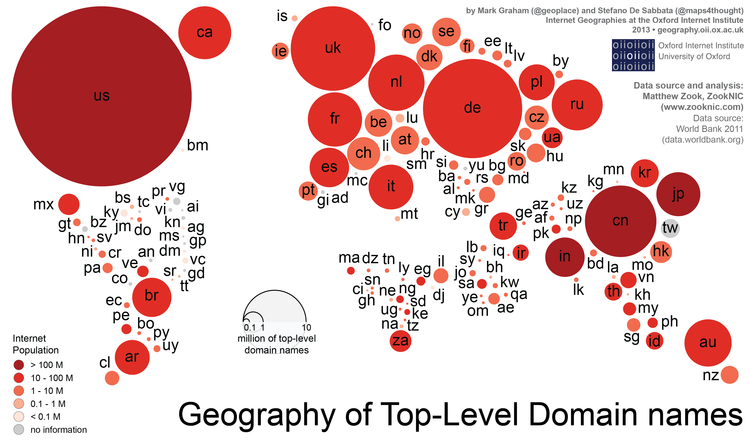 by Mark Graham (@geoplace) and Stefano De Sabbata (@maps4thought)
Internet Geographies at the Oxford Internet Institute
2013 • geography.oii.ox.ac.uk
oiioiioii
oiioiioii
oiioiioii
Oxford Internet Institute
University of Oxford
Data source and analysis:
Matthew Zook, ZookNIC
(www.zooknic.com)
Data source:
World Bank 2011
(data.worldbank.org)
us
ca
bm
mx
gt
hn
ni
pa
bz
sv
cr
bs
ky
jm
tc
do
pr
vi
vg
ai
kn
ag
ms
gp
an
dm
vc
gd
tt
sr
ve
co
br
ec
pe
bo
py
uy
ar
cl
is
ie
uk
fo
no
se
dk
fi
ee
lt
lv
by
nl
de
pl
ru
fr
be
lu
ch
li
at
cz
sk
ua
hu
hr
sm
si
yu
bg
ro
md
ba
rs
al
mk
gr
cy
es
pt
gi
ad
mc
it
mt
tr
ge
az
af
pk
kz
uz
np
kg
mn
cn
kr
jp
tw
hk
mo
in
bd
lk
la
th
vn
kh
my
sg
ph
id
au
nz
ma
dz
tn
ly
eg
il
dj
ci
sn
gh
ne
ng
sd
ug
ke
na
tz
za
lb
sy
jo
iq
ir
bh
sa
kw
ye
qa
om
ae
0.1
1
10
million of top-level
domain names
Internet
Population
> 100 M
10 - 100 M
1 - 10 M
0.1 - 1 M
< 0.1 M
no information
Geography of Top-Level Domain names